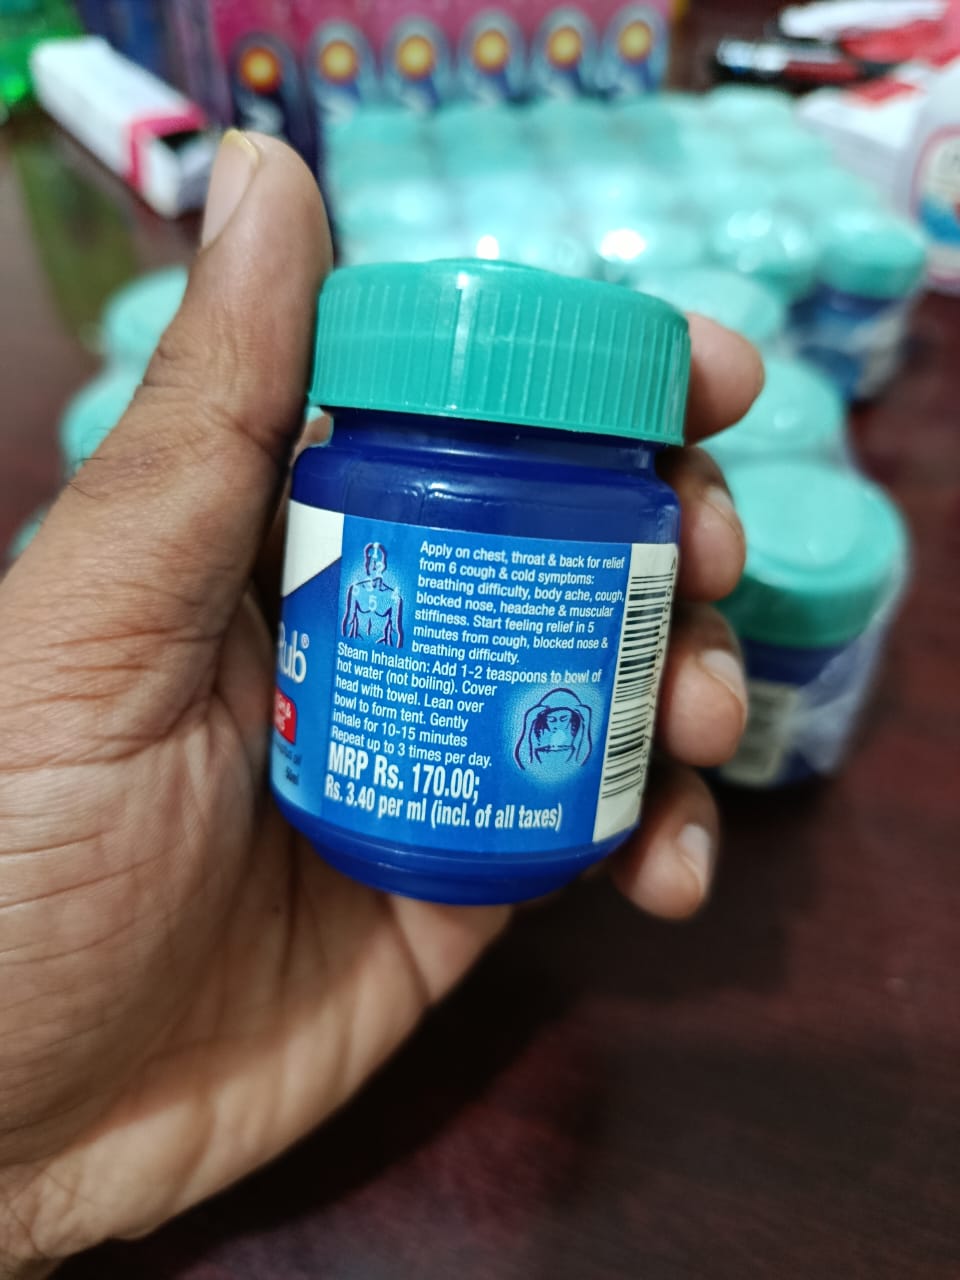 Rub®
50ml
Apply on chest, throat & back for relief
from 6 cough & cold symptoms:
breathing difficulty, body ache, cough,
blocked nose, headache & muscular
stiffiness. Start feeling relief in 5
minutes from cough, blocked nose &
breathing difficulty.
5
Steam Inhalation: Add 1-2 teaspoons to bowl of
hot water (not boiling). Cover
head with towel. Lean over
bowl to form tent. Gently
inhale for 10-15 minutes
Repeat up to 3 times per day.
MRP Rs. 170.00;
Rs. 3.40 per ml (incl. of all taxes)